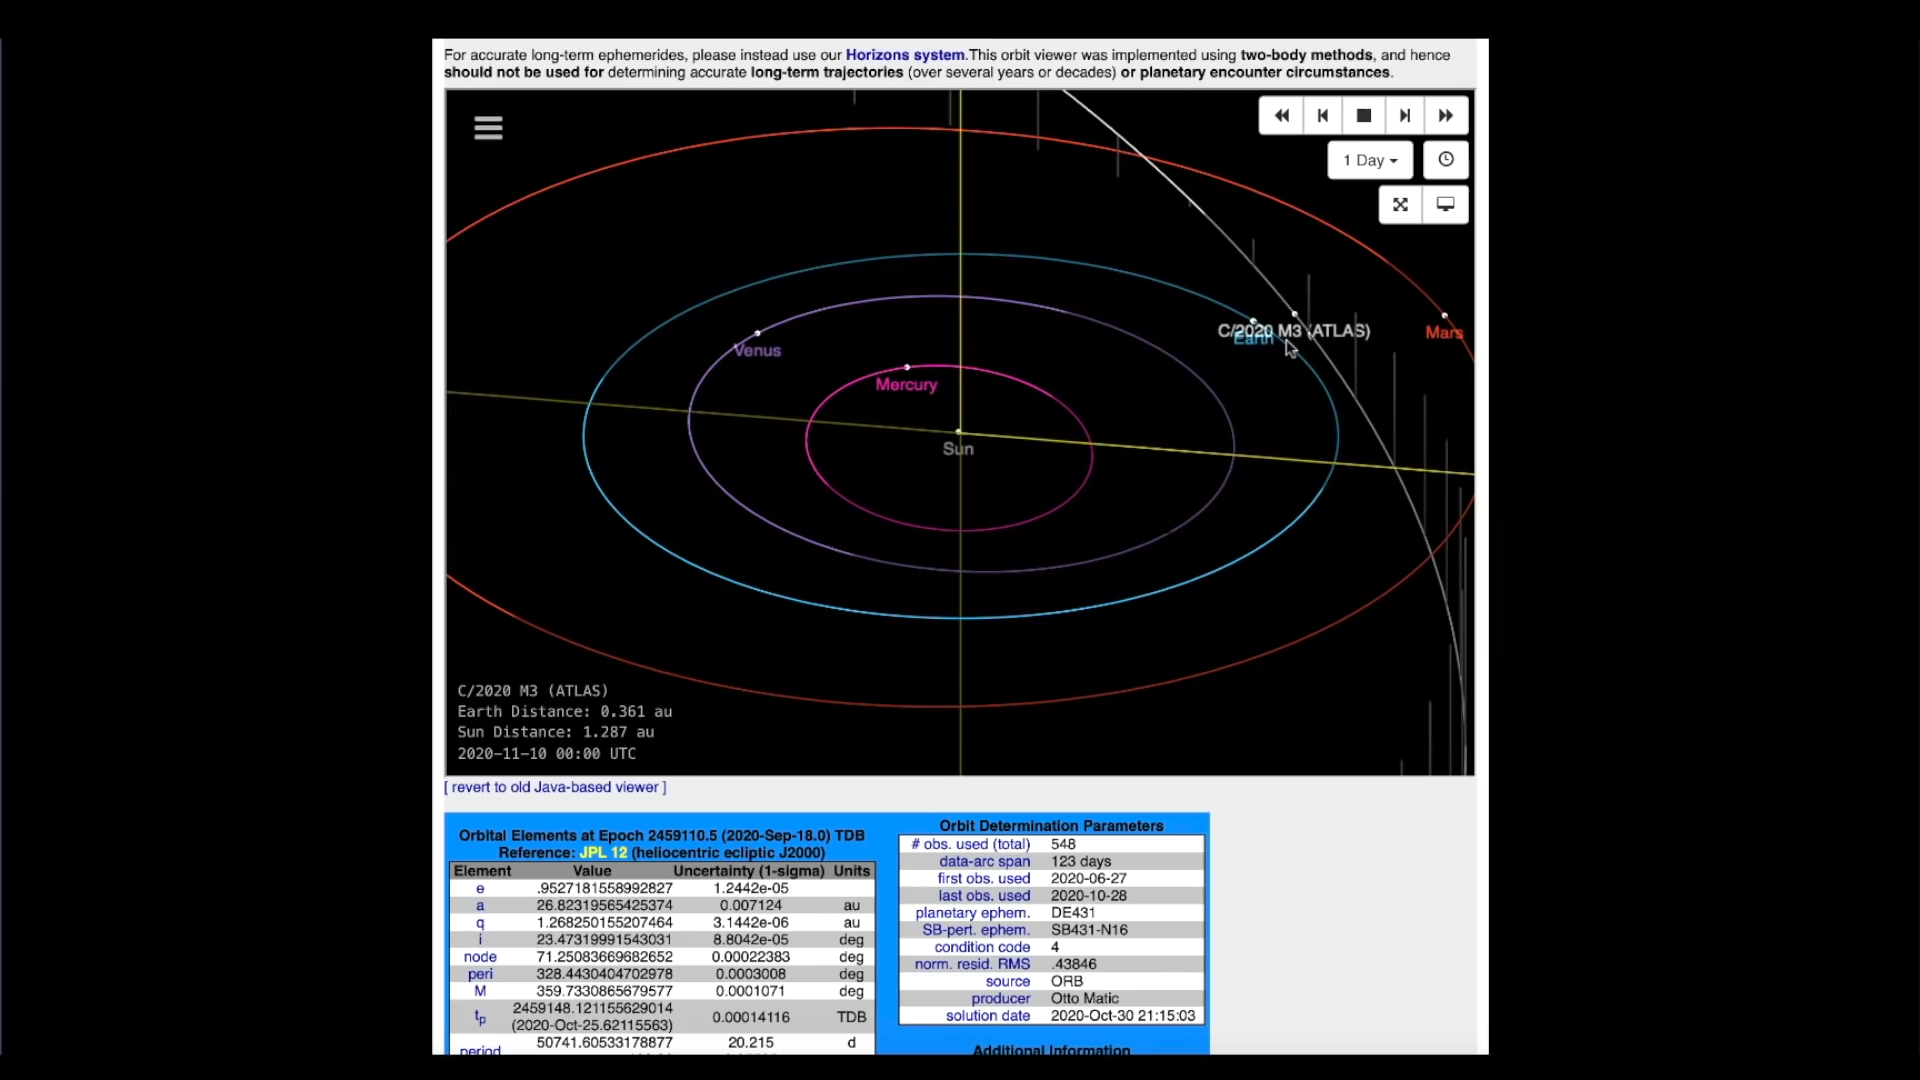 For accurate long-term ephemerides, please instead use our Horizons system.This orbit viewer was implemented using two-body methods, and hence
should not be used for determining accurate long-term trajectories (over several years or decades) or planetary encounter circumstances.
1 Day
C/2020 M3 (ATLAS)
Earth
Mars
Venus
Mercury
Sun
C/2020 M3 (ATLAS)
Earth Distance: 0.361 au
Sun Distance: 1.287 au
2020-11-10 00:00 UTC
[ revert to old Java-based viewer ]
Orbital Elements at Epoch 2459110.5 (2020-Sep-18.0) TDB
Reference: JPL 12 (heliocentric ecliptic J2000)
Element Value Uncertainty (1-sigma) Units
e .9527181558992827 1.2442e-05
a 26.82319565425374 0.007124 au
q 1.268250155207464 3.1442e-06 au
i 23.47319991543031 8.8042e-05 deg
node 71.25083669682652 0.00022383 deg
peri 328.4430404702978 0.0003008 deg
M 359.7330865679577 0.0001071 deg
tp 2459148.121155629014 0.00014116 TDB
(2020-Oct-25.62115563)
period 50741.60533178877 20.215 d
Orbit Determination Parameters
# obs. used (total) 548
data-arc span 123 days
first obs. used 2020-06-27
last obs. used 2020-10-28
planetary ephem. DE431
SB-pert. ephem. SB431-N16
condition code 4
norm. resid. RMS .43846
source ORB
producer Otto Matic
solution date 2020-Oct-30 21:15:03
Additional Information